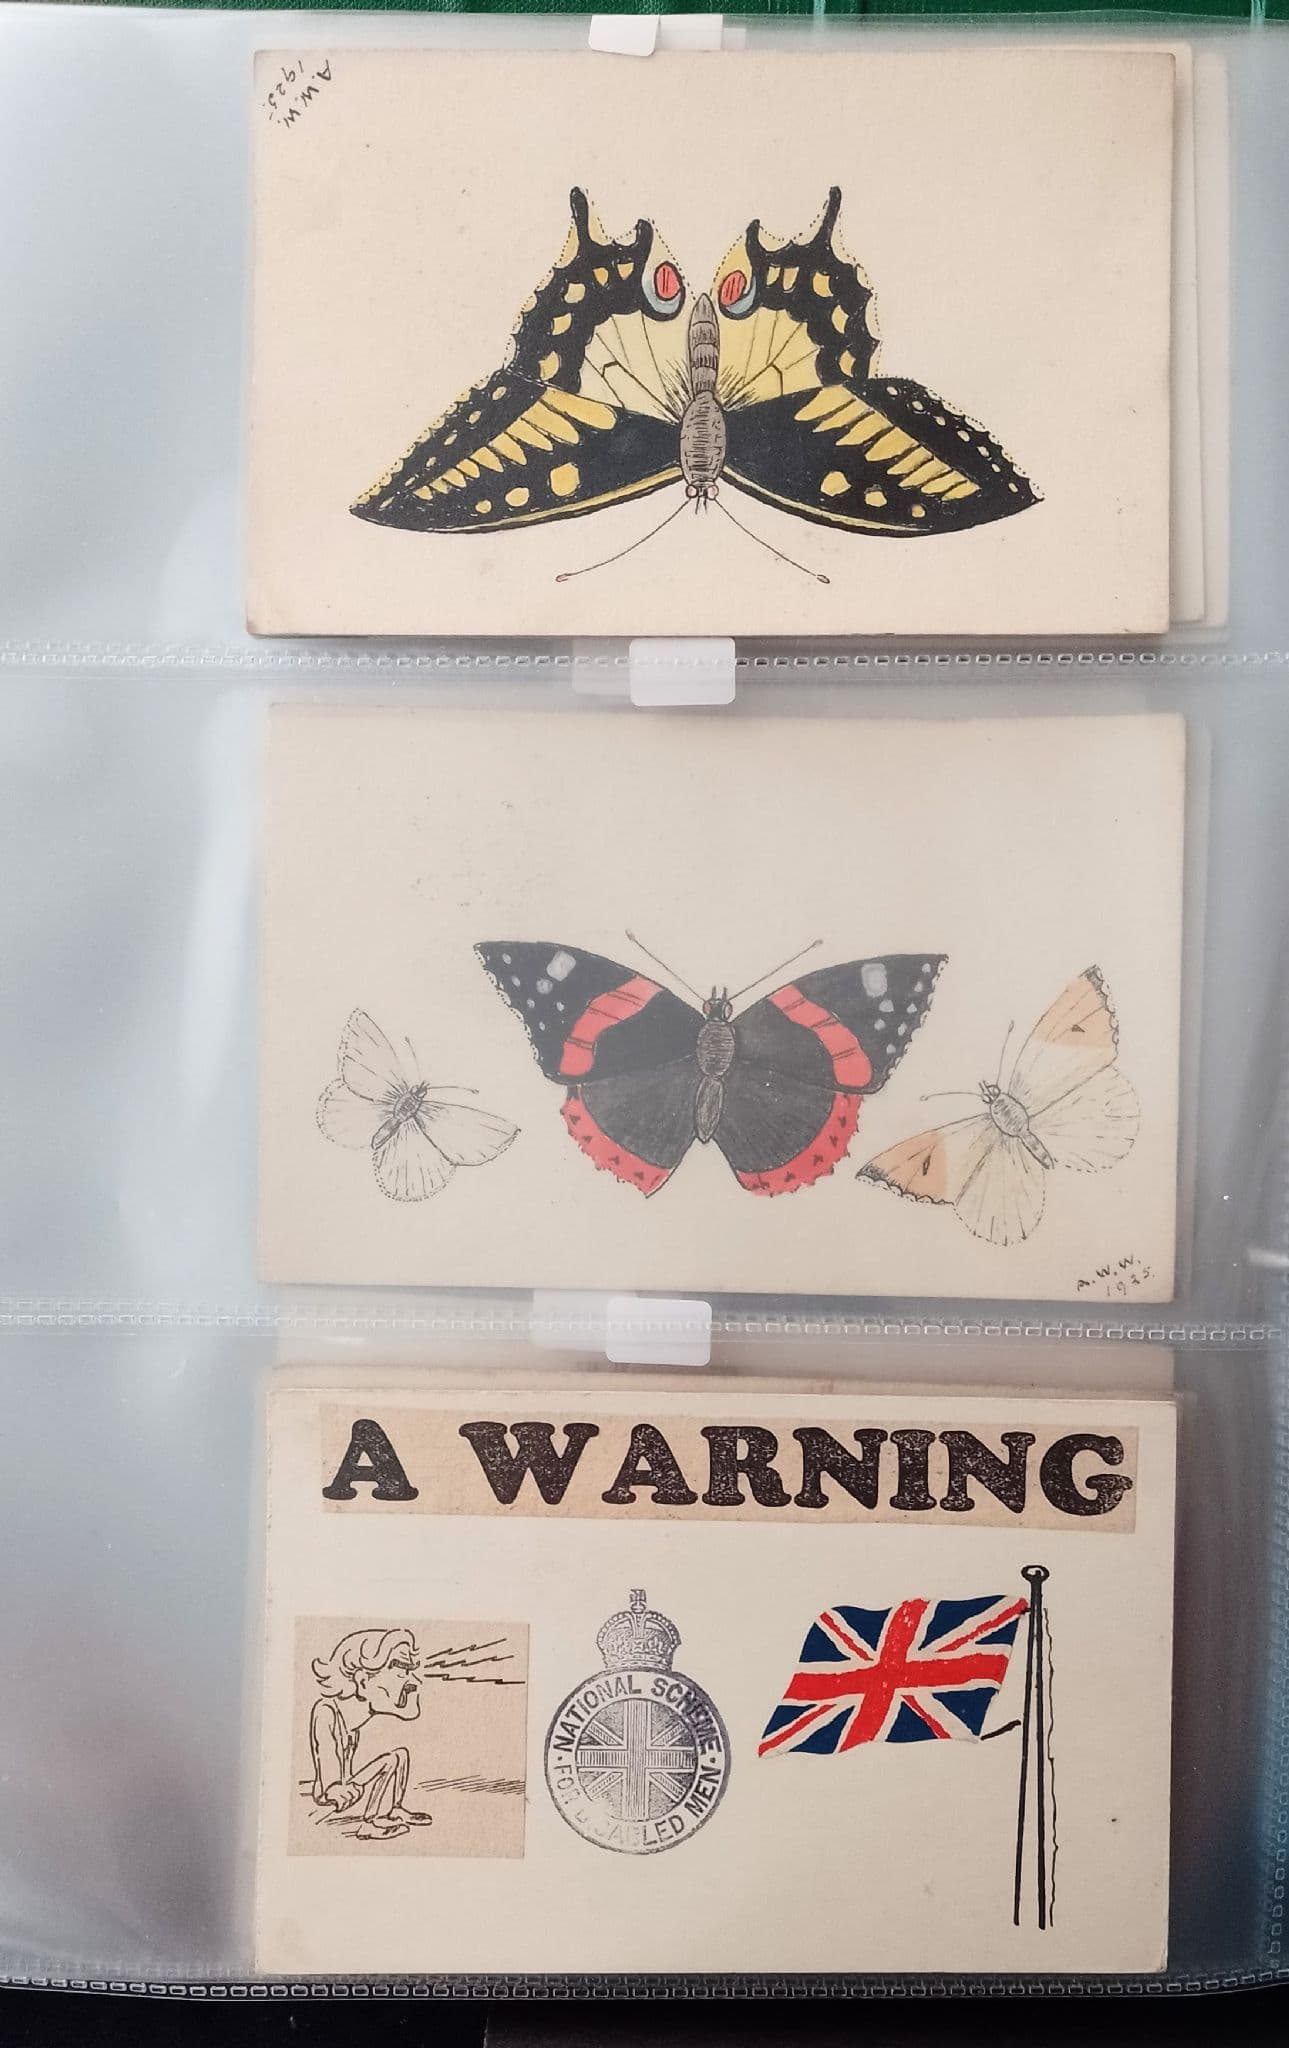 A.W.W.
1925.
A.W.W.
1925.
A WARNING
NATIONAL SCHEME
· FOR DISABLED MEN ·